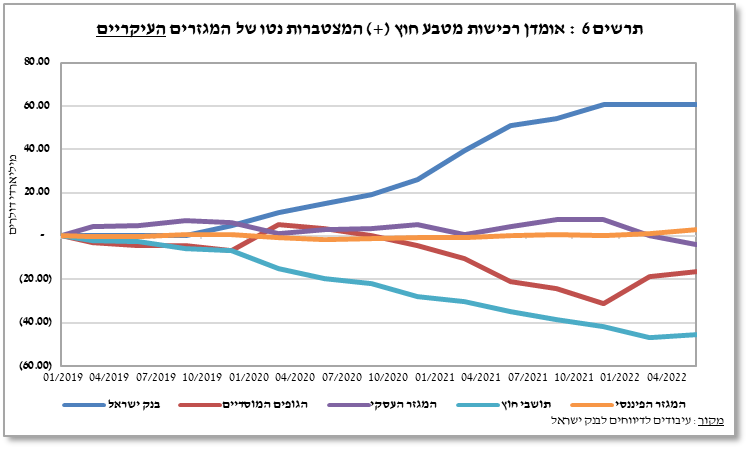 תרשים 6 : אומדן רכישות מטבע חוץ (+) המצטברות נטו של המגזרים העיקריים
מיליארדי דולרים
80.00
60.00
40.00
20.00
-
(20.00)
(40.00)
(60.00)
01/2019 04/2019 07/2019 10/2019 01/2020 04/2020 07/2020 10/2020 01/2021 04/2021 07/2021 10/2021 01/2022 04/2022
בנק ישראל הגופים המוסדיים המגזר העסקי תושבי חוץ המגזר הפיננסי
מקור: עיבודים לדיווחים לבנק ישראל